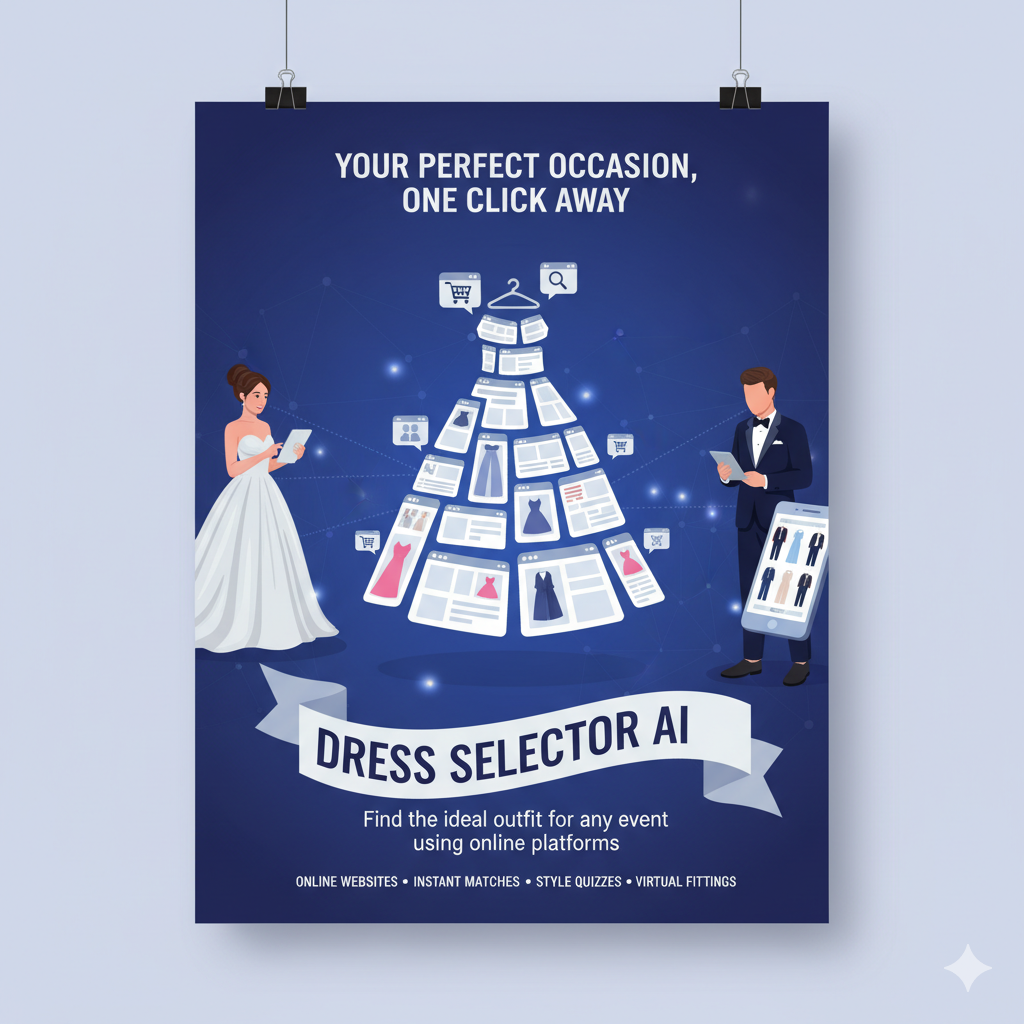 YOUR PERFECT OCCASION,
ONE CLICK AWAY
DRESS SELECTOR AI
Find the ideal outfit for any event
using online platforms
ONLINE WEBSITES • INSTANT MATCHES • STYLE QUIZZES • VIRTUAL FITTINGS